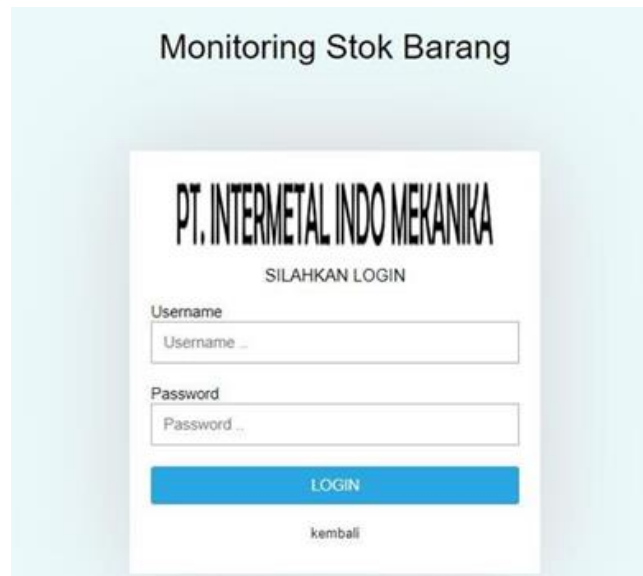 Monitoring Stok Barang
PT. INTERMETAL INDO MEKANIKA
SILAHKAN LOGIN
Username
Username ..
Password
Password ..
LOGIN
kembali